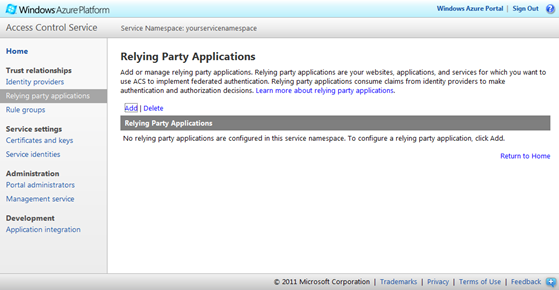 Windows Azure Platform
Windows Azure Portal | Sign Out
Access Control Service
Service Namespace: yourservicenamespace
Home
Trust relationships
Identity providers
Relying party applications
Rule groups
Service settings
Certificates and keys
Service identities
Administration
Portal administrators
Management service
Development
Application integration
Relying Party Applications
Add or manage relying party applications. Relying party applications are your websites, applications, and services for which you want to
use ACS to implement federated authentication. Relying party applications consume claims from identity providers to make
authentication and authorization decisions. Learn more about relying party applications.
Add | Delete
Relying Party Applications
No relying party applications are configured in this service namespace. To configure a relying party application, click Add.
Return to Home
© 2011 Microsoft Corporation | Trademarks | Privacy | Terms of Use | Feedback